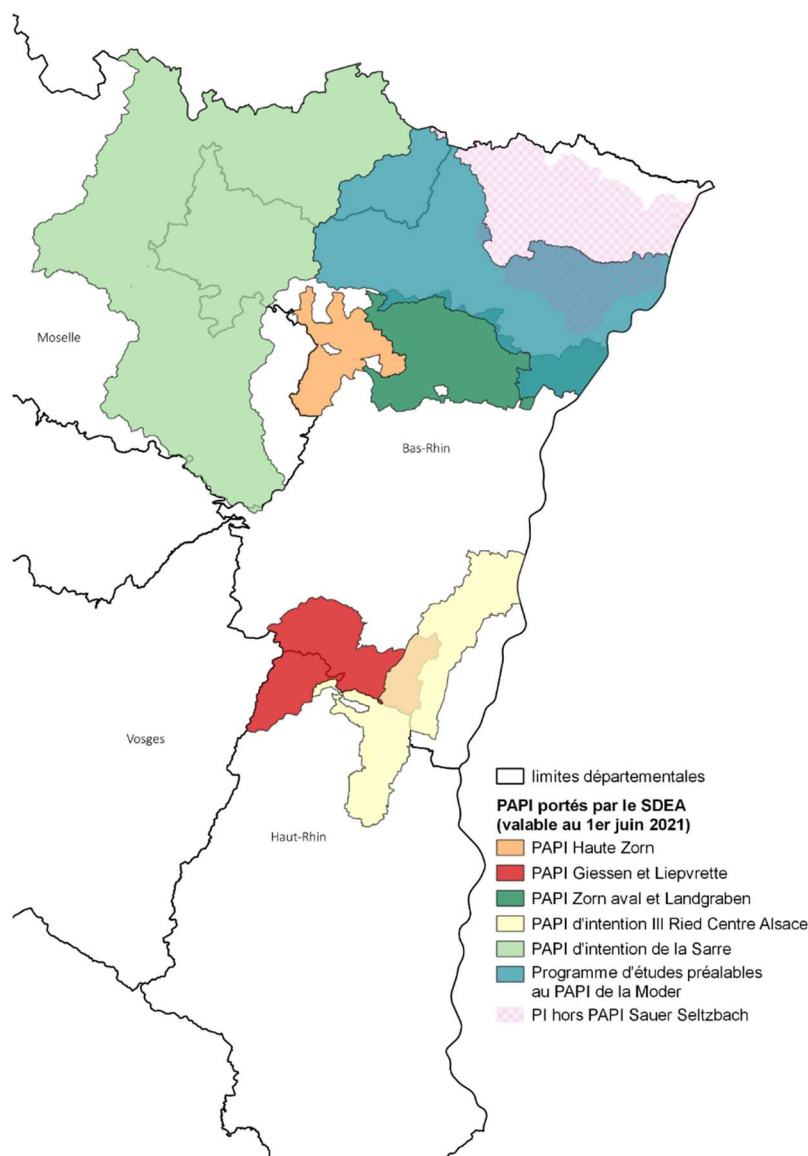 Moselle
Bas-Rhin
Vosges
Haut-Rhin
limites départementales
PAPI portés par le SDEA
(valable au 1er juin 2021)
PAPI Haute Zorn
PAPI Giessen et Liepvrette
PAPI Zorn aval et Landgraben
PAPI d'intention III Ried Centre Alsace
PAPI d'intention de la Sarre
Programme d'études préalables
au PAPI de la Moder
PI hors PAPI Sauer Seltzbach